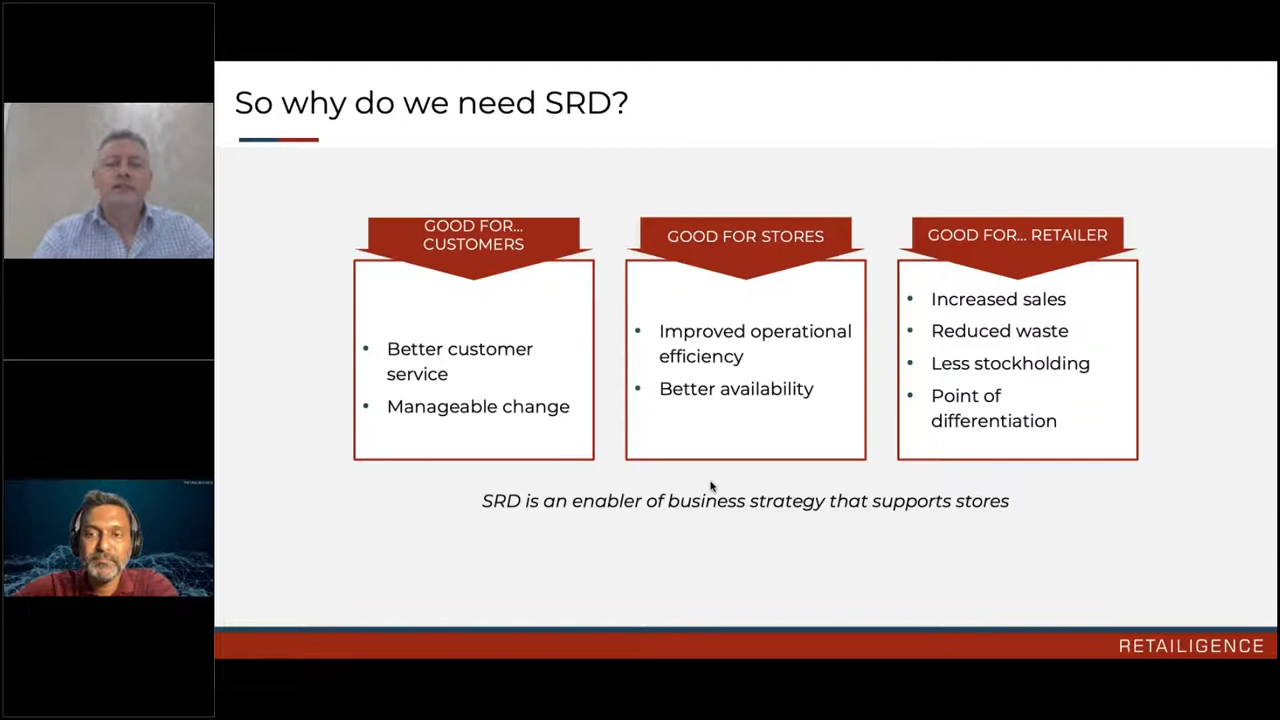 So why do we need SRD?
GOOD FOR...
CUSTOMERS
• Better customer
service
• Manageable change
GOOD FOR STORES
• Improved operational
efficiency
• Better availability
GOOD FOR... RETAILER
• Increased sales
• Reduced waste
• Less stockholding
• Point of
differentiation
SRD is an enabler of business strategy that supports stores
RETAILIGENCE